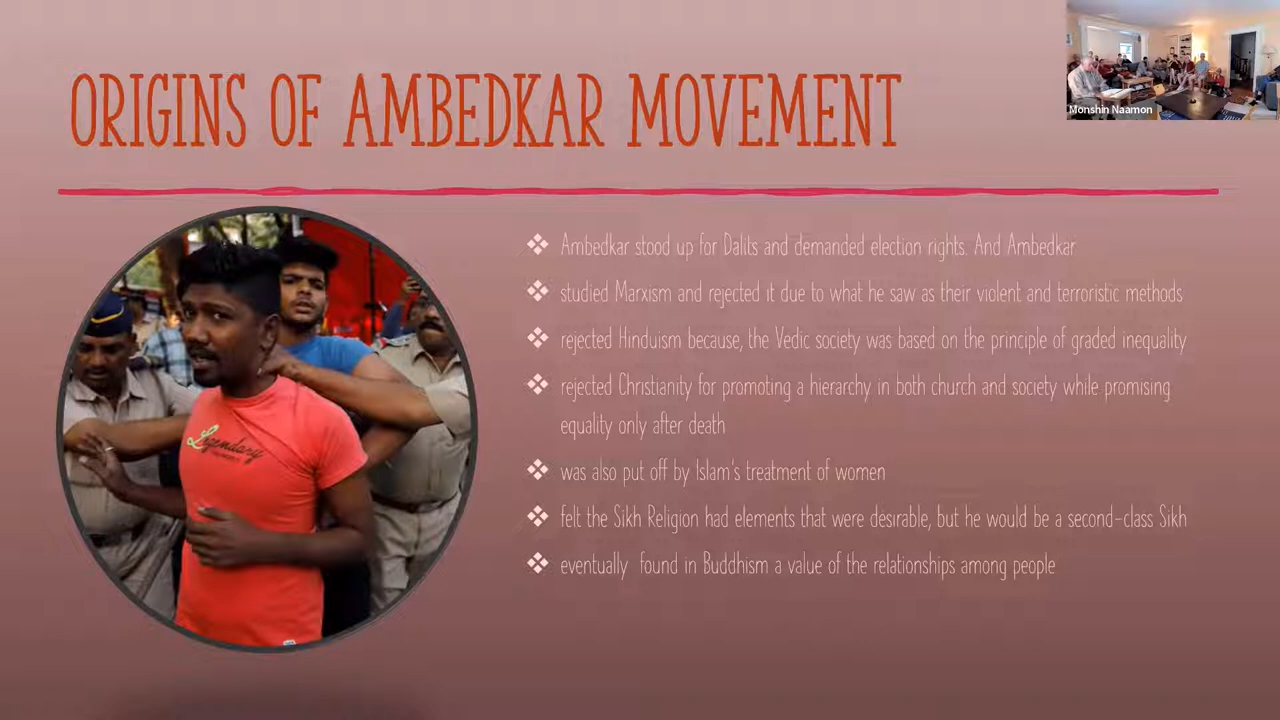 ORIGINS OF AMBEDKAR MOVEMENT
Monshin Naamon
Ambedkar stood up for Dalits and demanded election rights. And Ambedkar
studied Marxism and rejected it due to what he saw as their violent and terroristic methods
rejected Hinduism because, the Vedic society was based on the principle of graded inequality
rejected Christianity for promoting a hierarchy in both church and society while promising
equality only after death
was also put off by Islam's treatment of women
felt the Sikh Religion had elements that were desirable, but he would be a second-class Sikh
eventually found in Buddhism a value of the relationships among people
Legendary